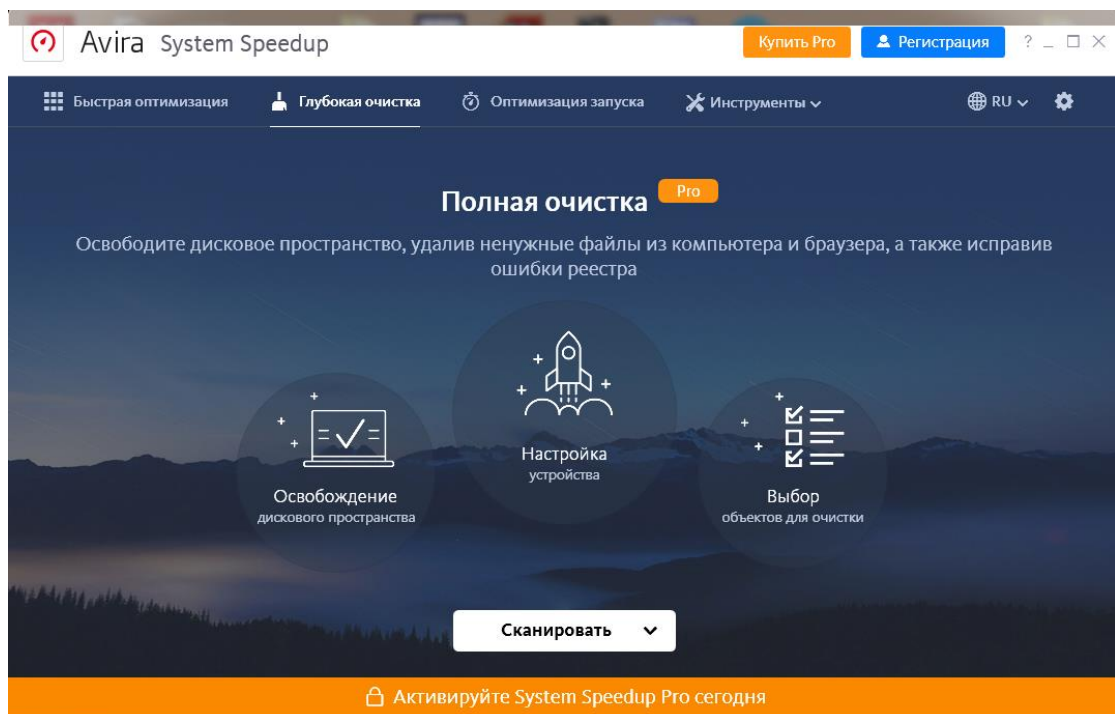 Avira System Speedup
Купить Pro
Регистрация
?
Быстрая оптимизация
Глубокая очистка
Оптимизация запуска
Инструменты
RU
Полная очистка
Pro
Освободите дисковое пространство, удалив ненужные файлы из компьютера и браузера, а также исправив
ошибки реестра
Настройка
устройства
Освобождение
дискового пространства
Выбор
объектов для очистки
Сканировать
Активируйте System Speedup Pro сегодня